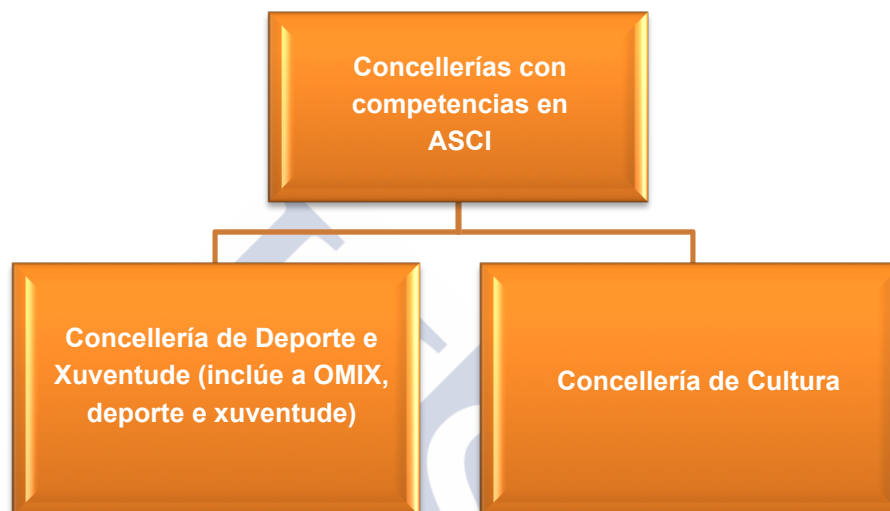 Concellerías con
competencias en
ASCI
Concellería de Deporte e
Xuventude (inclúe a OMIX,
deporte e xuventude)
Concellería de Cultura